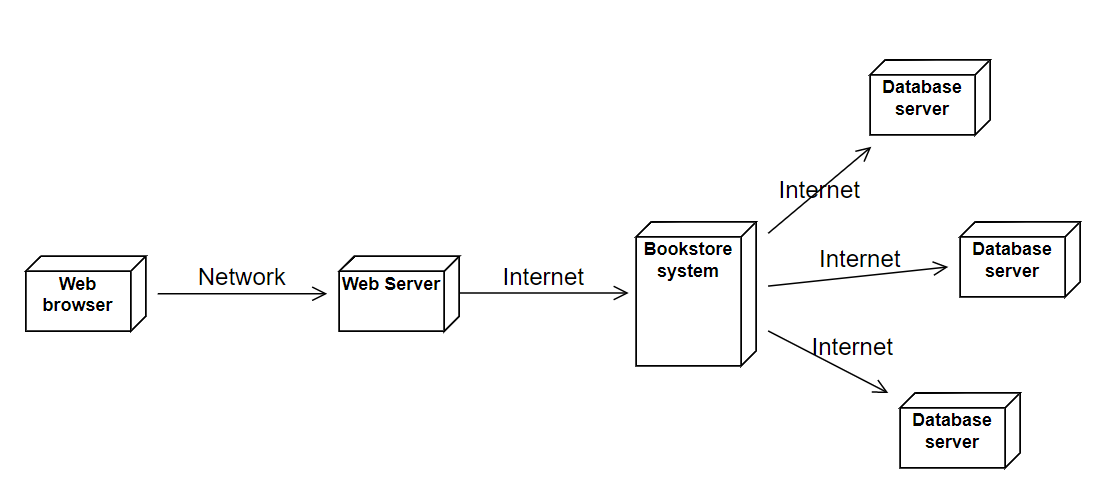 Database
server
Internet
Bookstore
system
Internet
Database
server
Web
browser
Network
Web Server
Internet
Internet
Database
server